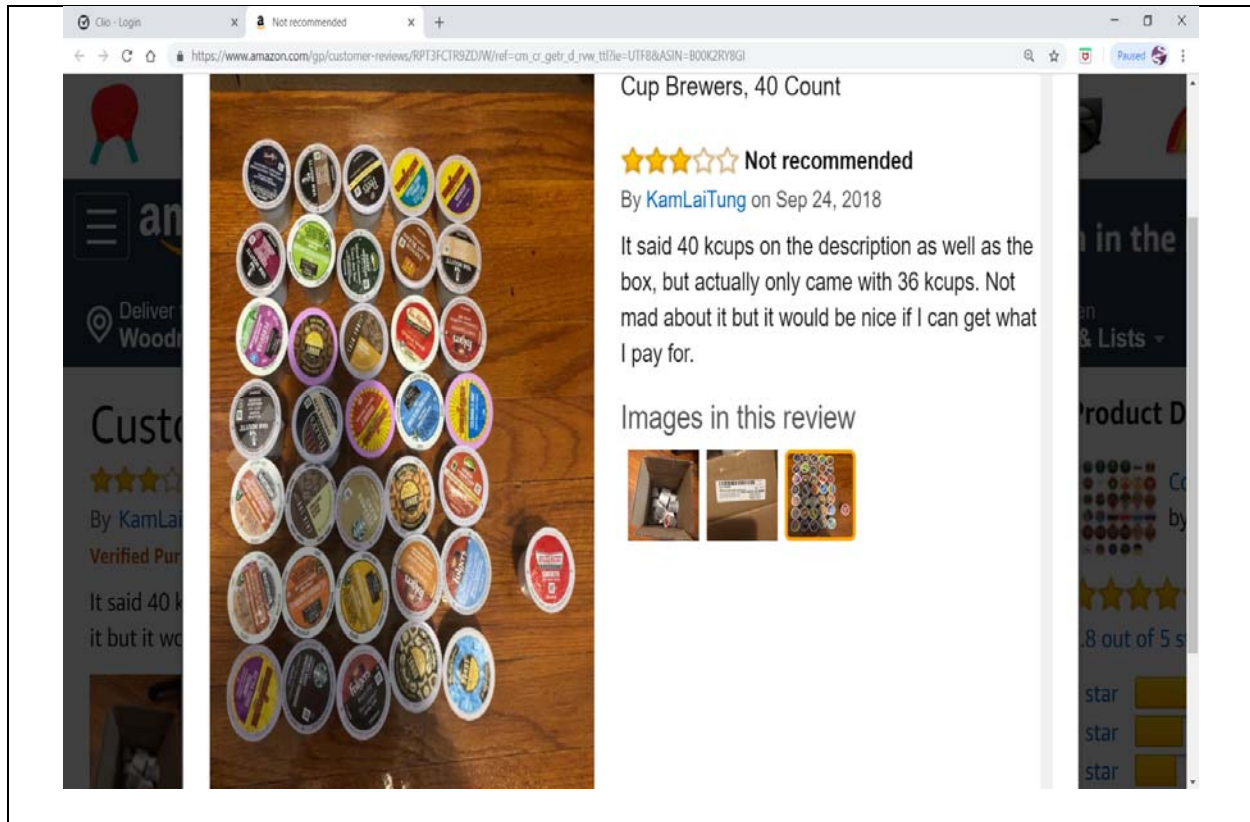 Clio - Login
Not recommended
https://www.amazon.com/gp/customer-reviews/RPT3FCTR9ZDJW/ref=cm_cr_getr_d_rvw_ttl?ie=UTF8&ASIN=B00K2RY8GI
Paused
Cup Brewers, 40 Count
Not recommended
By KamLaiTung on Sep 24, 2018
It said 40 kcups on the description as well as the
box, but actually only came with 36 kcups. Not
mad about it but it would be nice if I can get what
I pay for.
Images in this review
an
Deliver
Woodr
Custo
By KamLai
Verified Pur
It said 40 k
it but it wo
n in the
en
& Lists
Product D
Co
by
.8 out of 5 s
star
star
star